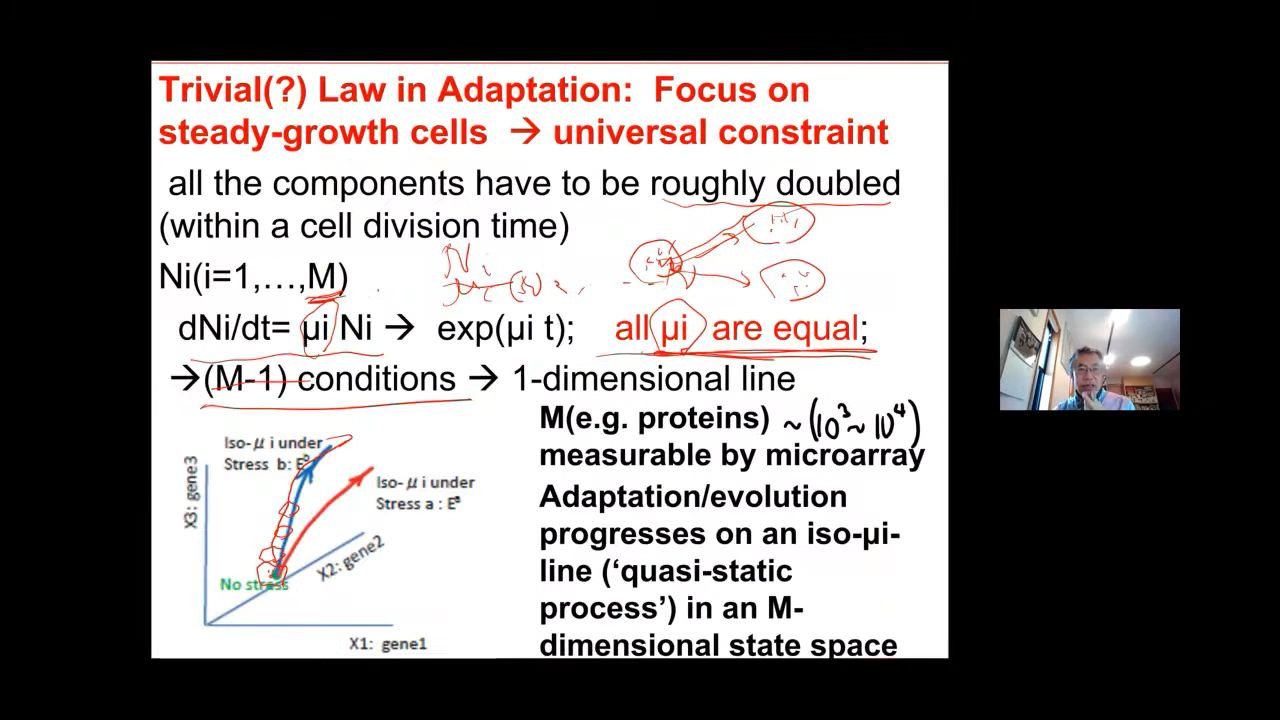 Trivial(?) Law in Adaptation: Focus on
steady-growth cells → universal constraint
all the components have to be roughly doubled
(within a cell division time)
Ni
Ni(i=1,…,M)
dNi/dt= μi Ni → exp(μi t); all μi are equal;
→(M-1) conditions → 1-dimensional line
M(e.g. proteins) ~(10³~10⁴)
measurable by microarray
Adaptation/evolution
progresses on an iso-μi-
line (‘quasi-static
process’) in an M-
dimensional state space
Iso-μ i under
Stress b: Eᵇ
Iso-μ i under
Stress a : Eᵃ
X3: gene3
X2: gene2
No stress
X1: gene1